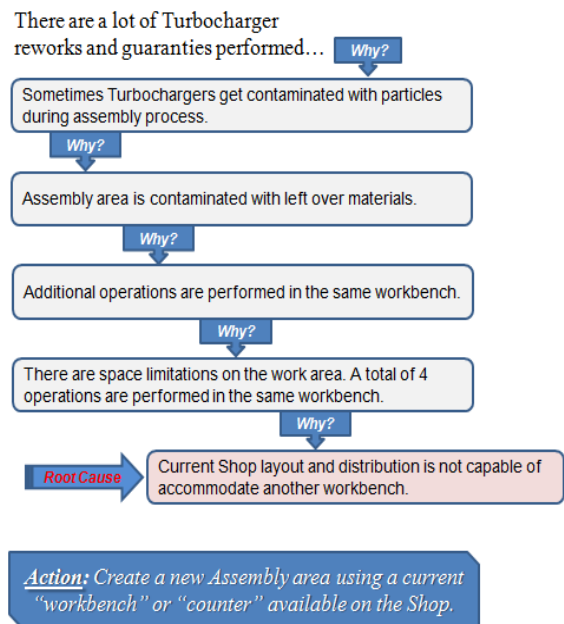 There are a lot of Turbocharger
reworks and guaranties performed…
Why?
Sometimes Turbochargers get contaminated with particles
during assembly process.
Why?
Assembly area is contaminated with left over materials.
Why?
Additional operations are performed in the same workbench.
Why?
There are space limitations on the work area. A total of 4
operations are performed in the same workbench.
Why?
Root Cause
Current Shop layout and distribution is not capable of
accommodate another workbench.
Action: Create a new Assembly area using a current
“workbench” or “counter” available on the Shop.